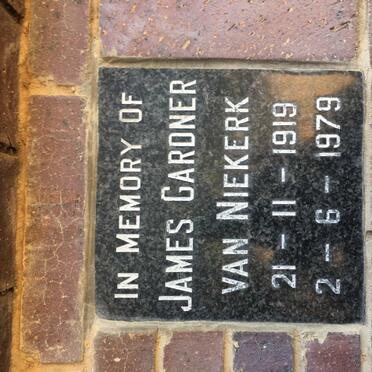 IN MEMORY OF
JAMES GARDNER
VAN NIEKERK
21 - 11 - 1919
2 - 6 - 1979